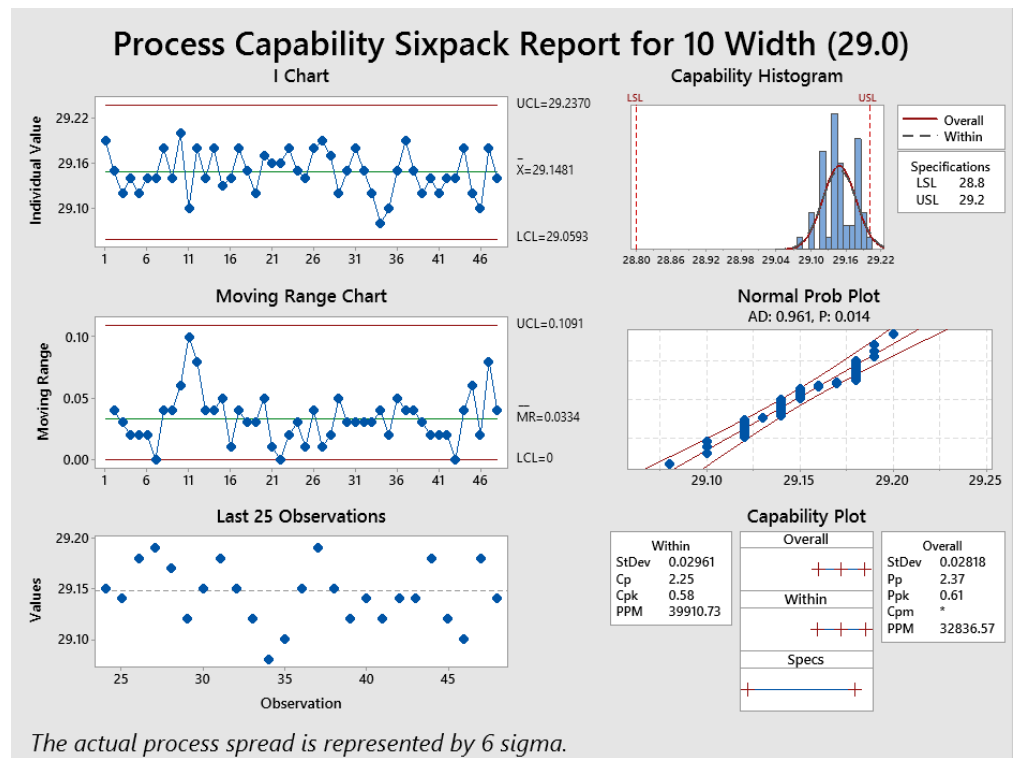 Process Capability Sixpack Report for 10 Width (29.0)
I Chart
Individual Value
29.22
29.16
29.10
1 6 11 16 21 26 31 36 41 46
UCL=29.2370
X=29.1481
LCL=29.0593
Capability Histogram
LSL USL
28.80 28.86 28.92 28.98 29.04 29.10 29.16 29.22
Overall
Within
Specifications
LSL 28.8
USL 29.2
Moving Range Chart
Moving Range
0.10
0.05
0.00
1 6 11 16 21 26 31 36 41 46
UCL=0.1091
MR=0.0334
LCL=0
Normal Prob Plot
AD: 0.961, P: 0.014
29.10 29.15 29.20 29.25
Last 25 Observations
Values
29.20
29.15
29.10
25 30 35 40 45
Observation
Capability Plot
Within
StDev 0.02961
Cp 2.25
Cpk 0.58
PPM 39910.73
Overall
Within
Specs
Overall
StDev 0.02818
Pp 2.37
Ppk 0.61
Cpm *
PPM 32836.57
The actual process spread is represented by 6 sigma.